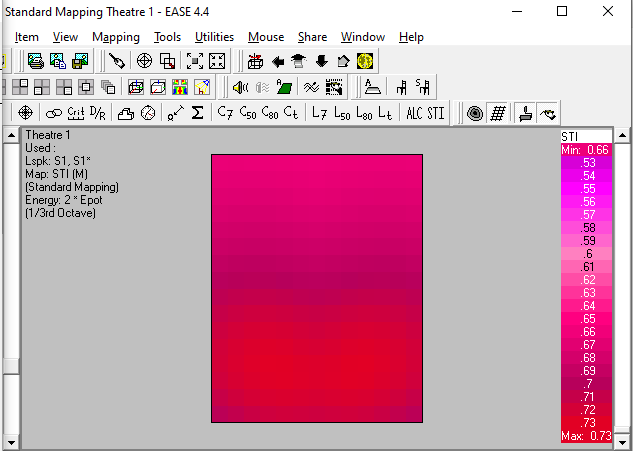 Standard Mapping Theatre 1 - EASE 4.4
Item View Mapping Tools Utilities Mouse Share Window Help
Crit D/R C7 C50 C80 Ct L7 L50 L80 Lt ALC STI
Theatre 1
Used :
Lspk: S1, S1*
Map: STI (M)
(Standard Mapping)
Energy: 2 * Epot
(1/3rd Octave)
STI
Min: 0.66
.53
.54
.55
.56
.57
.58
.59
.6
.61
.62
.63
.64
.65
.66
.67
.68
.69
.7
.71
.72
.73
Max: 0.73